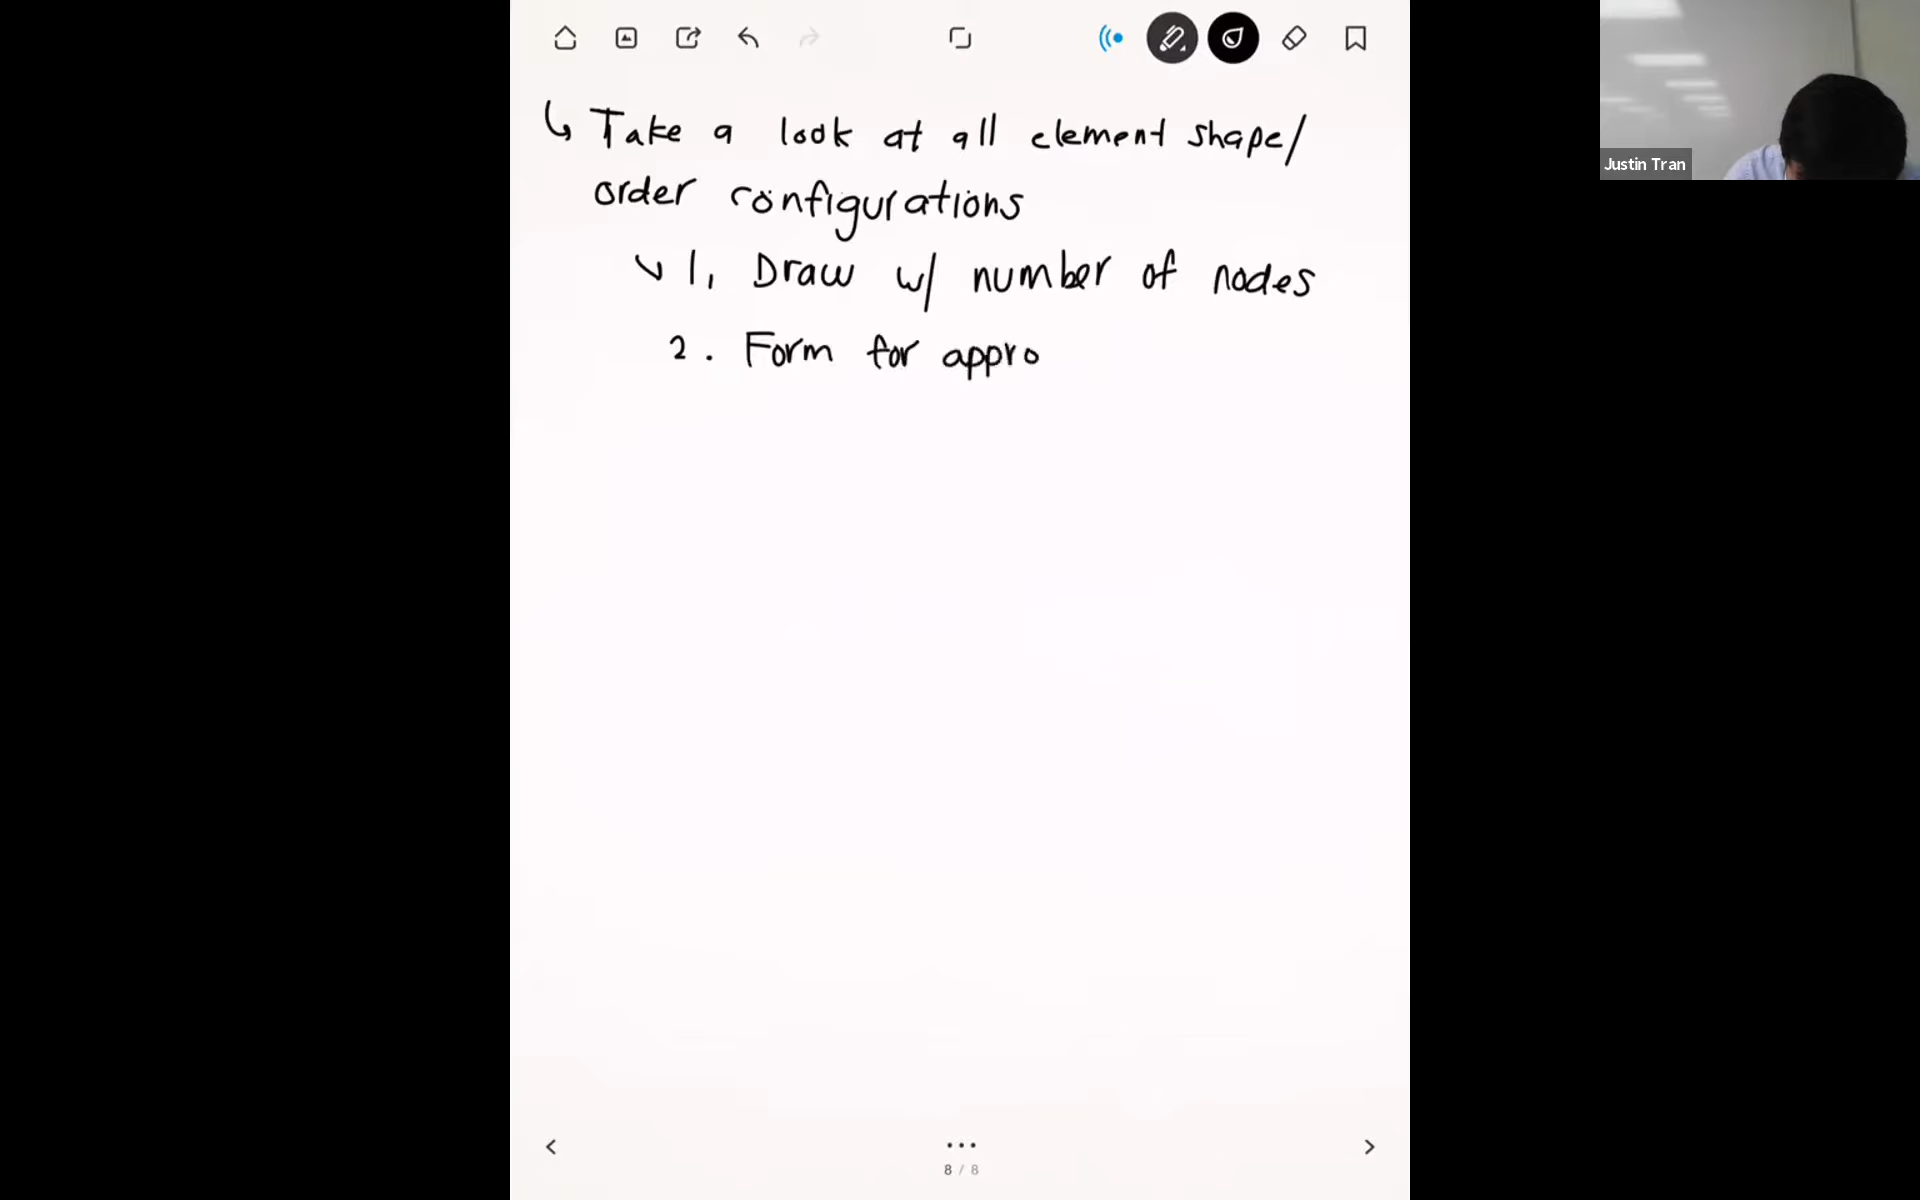 ↳ Take a look at all element shape/
order configurations
↘ 1. Draw w/ number of nodes
2. Form for appro
8 / 8
Justin Tran